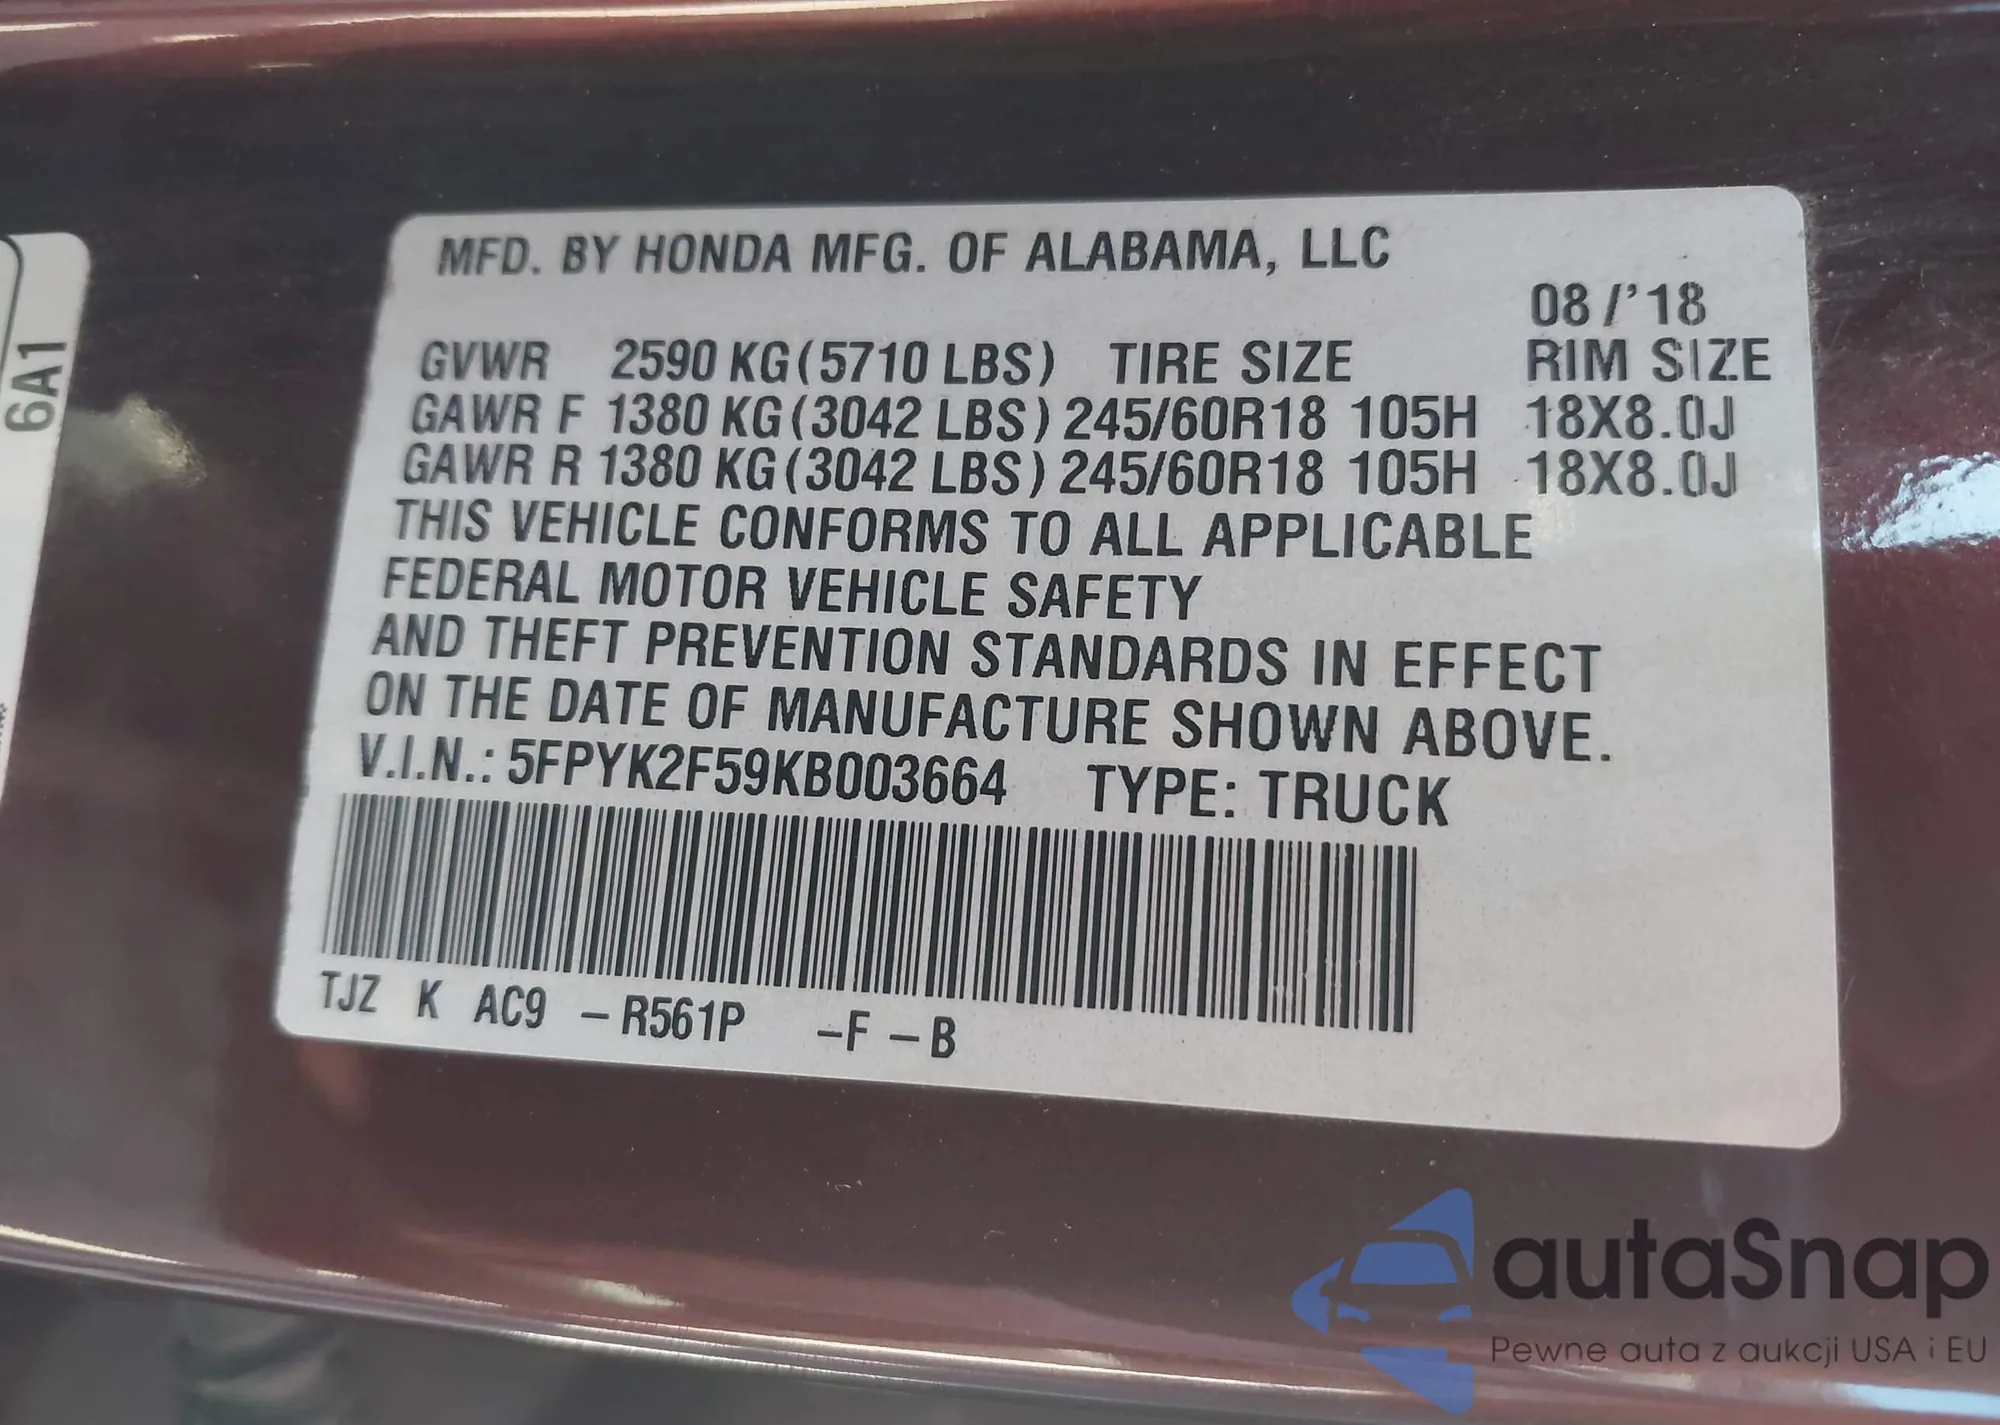 6A1
MFD. BY HONDA MFG. OF ALABAMA, LLC
08/'18
GVWR 2590 KG (5710 LBS) TIRE SIZE RIM SIZE
GAWR F 1380 KG (3042 LBS) 245/60R18 105H 18X8.0J
GAWR R 1380 KG (3042 LBS) 245/60R18 105H 18X8.0J
THIS VEHICLE CONFORMS TO ALL APPLICABLE
FEDERAL MOTOR VEHICLE SAFETY
AND THEFT PREVENTION STANDARDS IN EFFECT
ON THE DATE OF MANUFACTURE SHOWN ABOVE.
V.I.N.: 5FPYK2F59KB003664 TYPE: TRUCK
TJZ K AC9 –R561P –F –B
autaSnap
Pewne auta z aukcji USA i EU